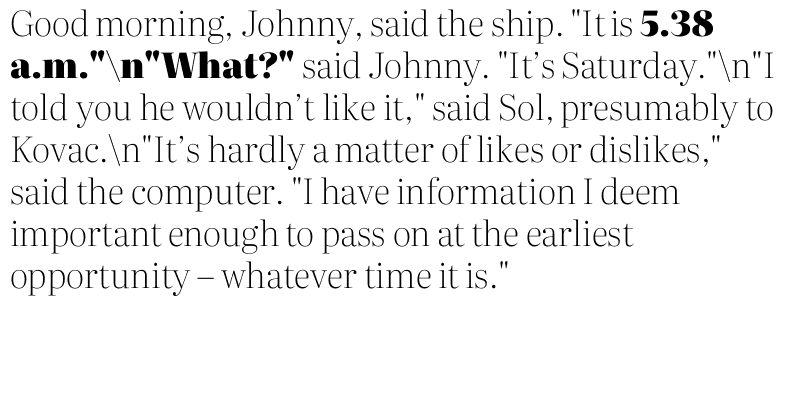 Good morning, Johnny, said the ship. "It is 5.38
a.m."\n"What?" said Johnny. "It’s Saturday."\n"I
told you he wouldn’t like it," said Sol, presumably to
Kovac.\n"It’s hardly a matter of likes or dislikes,"
said the computer. "I have information I deem
important enough to pass on at the earliest
opportunity – whatever time it is."